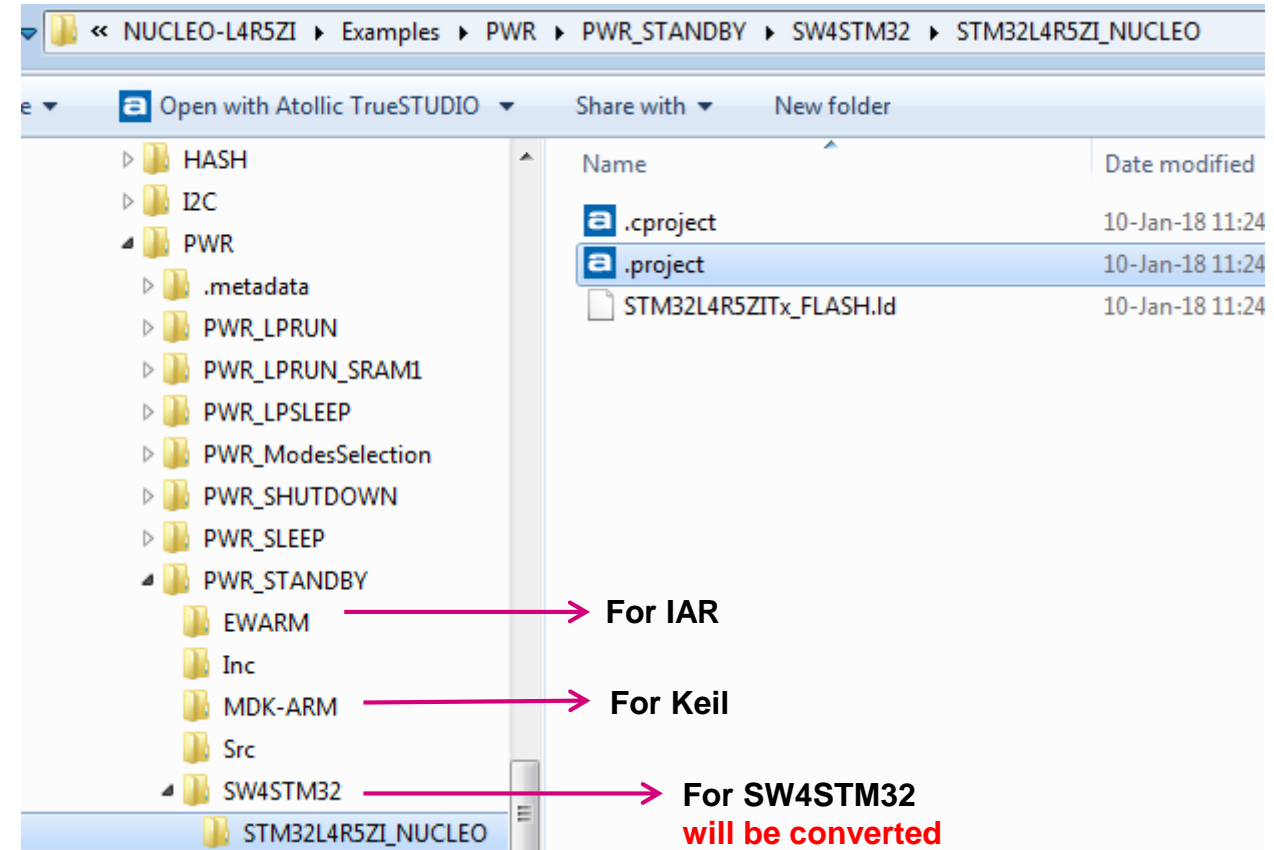 « NUCLEO-L4R5ZI ▸ Examples ▸ PWR ▸ PWR_STANDBY ▸ SW4STM32 ▸ STM32L4R5ZI_NUCLEO
e Open with Atollic TrueSTUDIO Share with New folder
HASH
I2C
PWR
.metadata
PWR_LPRUN
PWR_LPRUN_SRAM1
PWR_LPSLEEP
PWR_ModesSelection
PWR_SHUTDOWN
PWR_SLEEP
PWR_STANDBY
EWARM
Inc
MDK-ARM
Src
SW4STM32
STM32L4R5ZI_NUCLEO
Name Date modified
.cproject 10-Jan-18 11:24
.project 10-Jan-18 11:24
STM32L4R5ZITx_FLASH.ld 10-Jan-18 11:24
For IAR
For Keil
For SW4STM32
will be converted